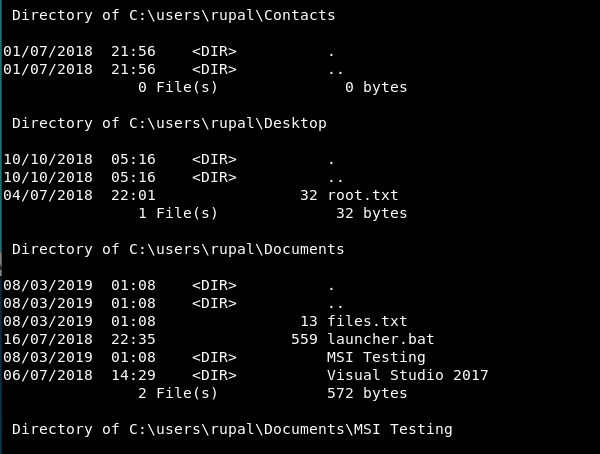 Directory of C:\users\rupal\Contacts
01/07/2018  21:56    <DIR>          .
01/07/2018  21:56    <DIR>          ..
               0 File(s)              0 bytes
Directory of C:\users\rupal\Desktop
10/10/2018  05:16    <DIR>          .
10/10/2018  05:16    <DIR>          ..
04/07/2018  22:01                32 root.txt
               1 File(s)             32 bytes
Directory of C:\users\rupal\Documents
08/03/2019  01:08    <DIR>          .
08/03/2019  01:08    <DIR>          ..
08/03/2019  01:08                13 files.txt
16/07/2018  22:35               559 launcher.bat
08/03/2019  01:08    <DIR>          MSI Testing
06/07/2018  14:29    <DIR>          Visual Studio 2017
               2 File(s)            572 bytes
Directory of C:\users\rupal\Documents\MSI Testing